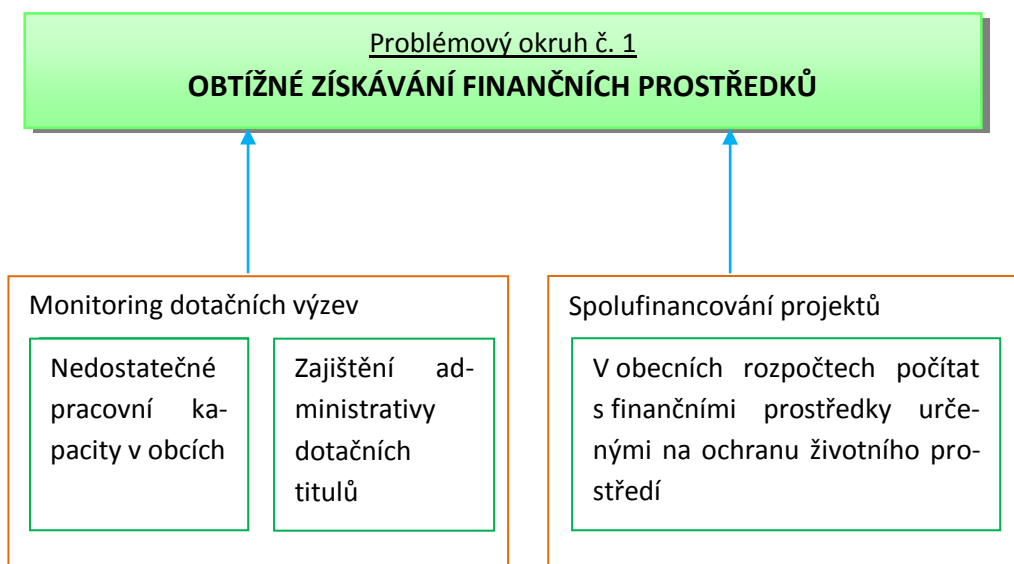 Problémový okruh č. 1
OBTÍŽNÉ ZÍSKÁVÁNÍ FINANČNÍCH PROSTŘEDKŮ
Monitoring dotačních výzev
Nedostatečné
pracovní ka-
pacity v obcích
Zajištění ad-
ministrativy
dotačních
titulů
Spolufinancování projektů
V obecních rozpočtech počítat
s finančními prostředky urče-
nými na ochranu životního pro-
středí